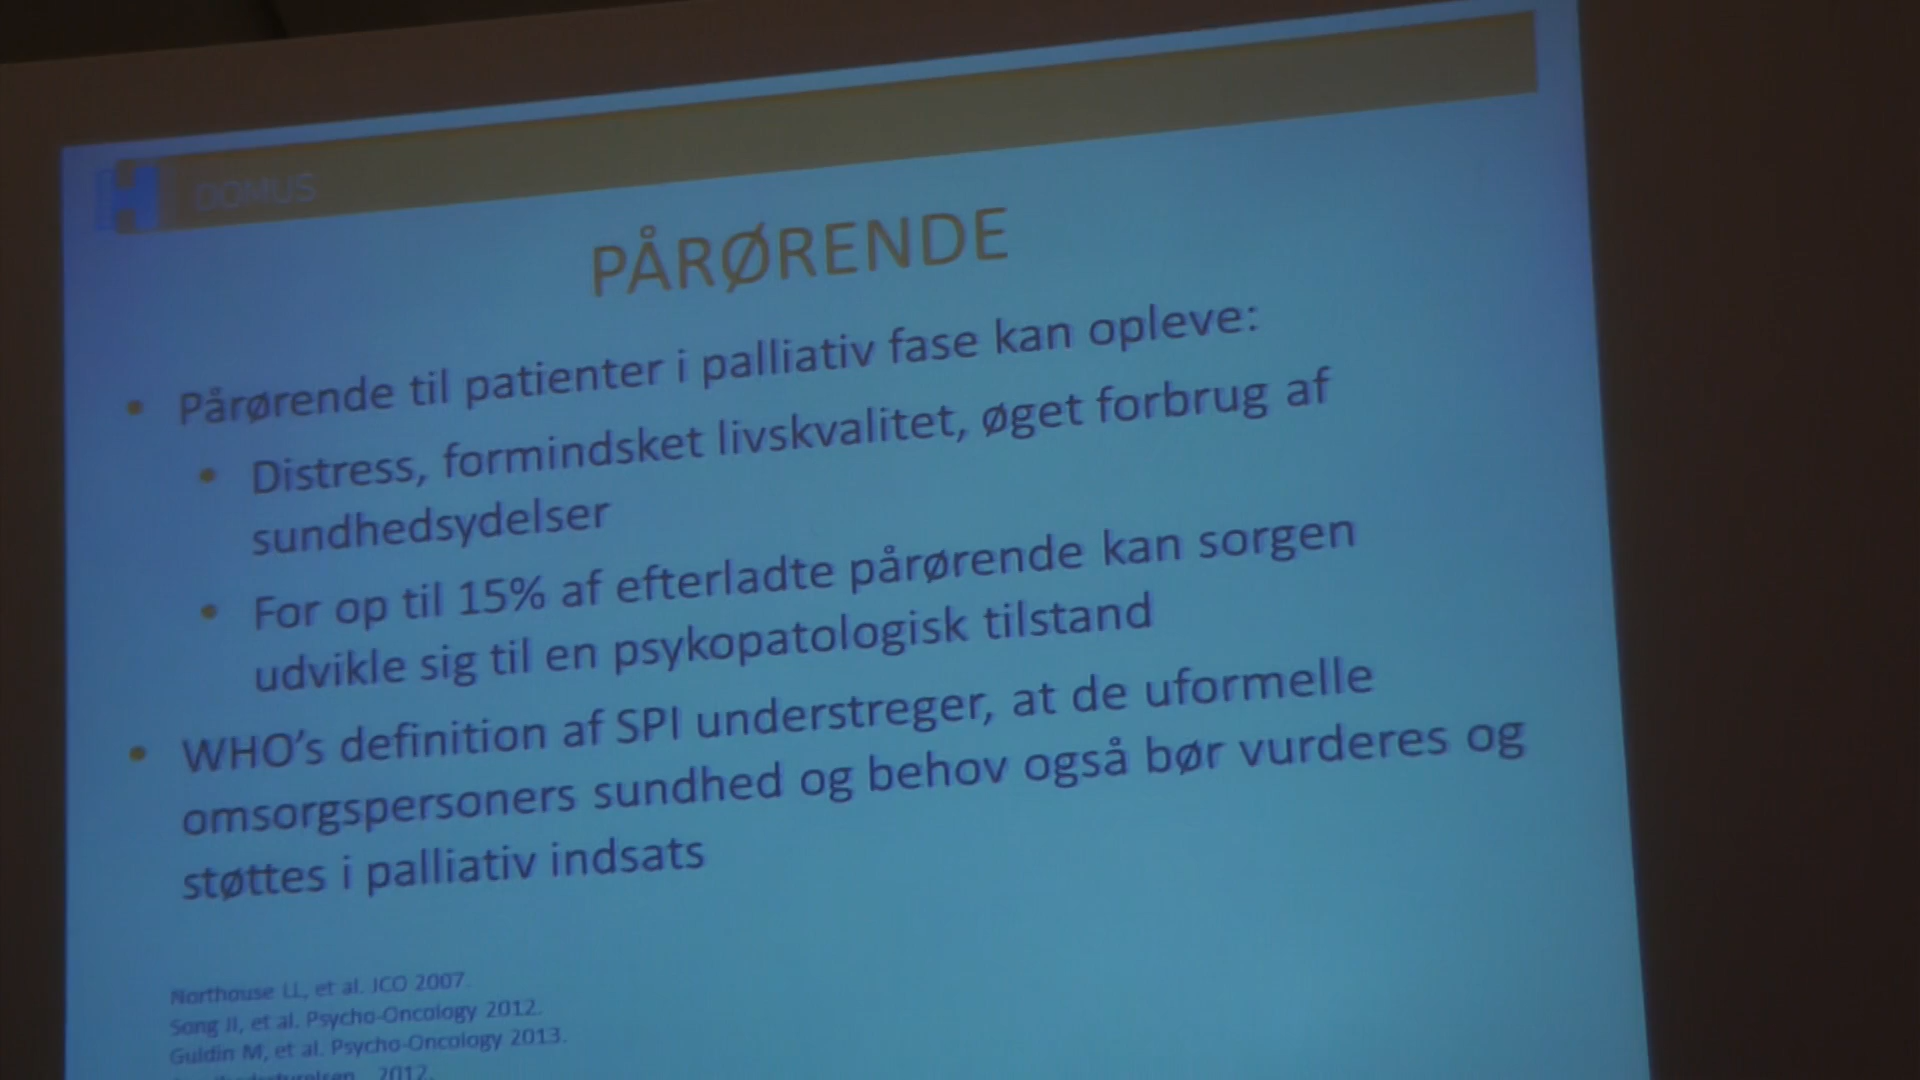 DOMUS
PÅRØRENDE
• Pårørende til patienter i palliativ fase kan opleve:
• Distress, formindsket livskvalitet, øget forbrug af
sundhedsydelser
• For op til 15% af efterladte pårørende kan sorgen
udvikle sig til en psykopatologisk tilstand
• WHO’s definition af SPI understreger, at de uformelle
omsorgspersoners sundhed og behov også bør vurderes og
støttes i palliativ indsats
Northouse LL, et al. JCO 2007.
Song JI, et al. Psycho-Oncology 2012.
Guldin M, et al. Psycho-Oncology 2013.
2012.